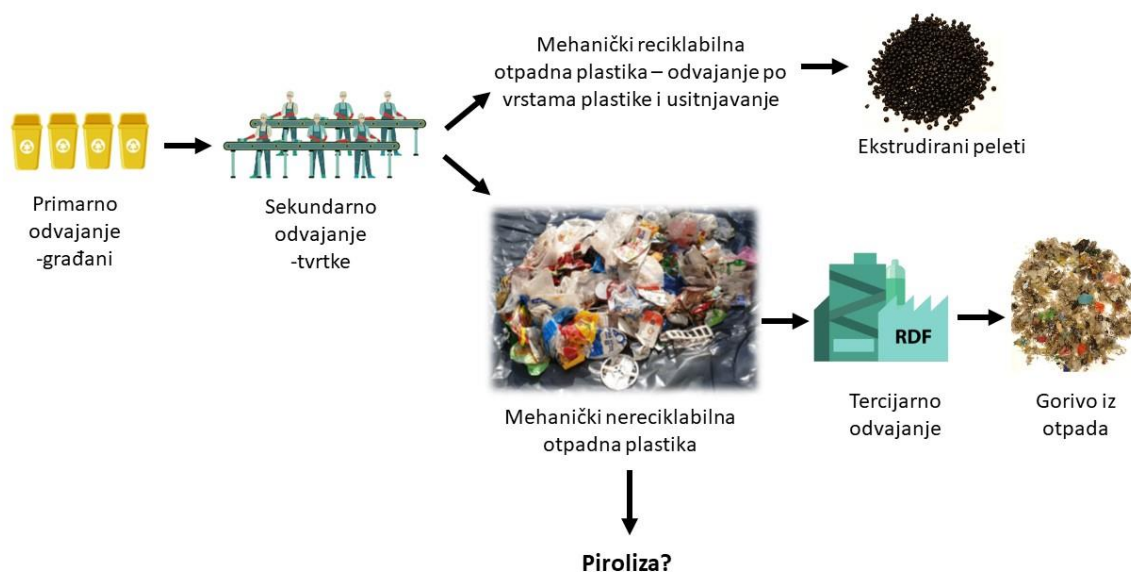 Primarno
odvajanje
-građani
Sekundarno
odvajanje
-tvrtke
Mehanički reciklabilna
otpadna plastika – odvajanje po
vrstama plastike i usitnjavanje
Ekstrudirani peleti
Mehanički nereciklabilna
otpadna plastika
RDF
Tercijarno
odvajanje
Gorivo iz
otpada
Piroliza?